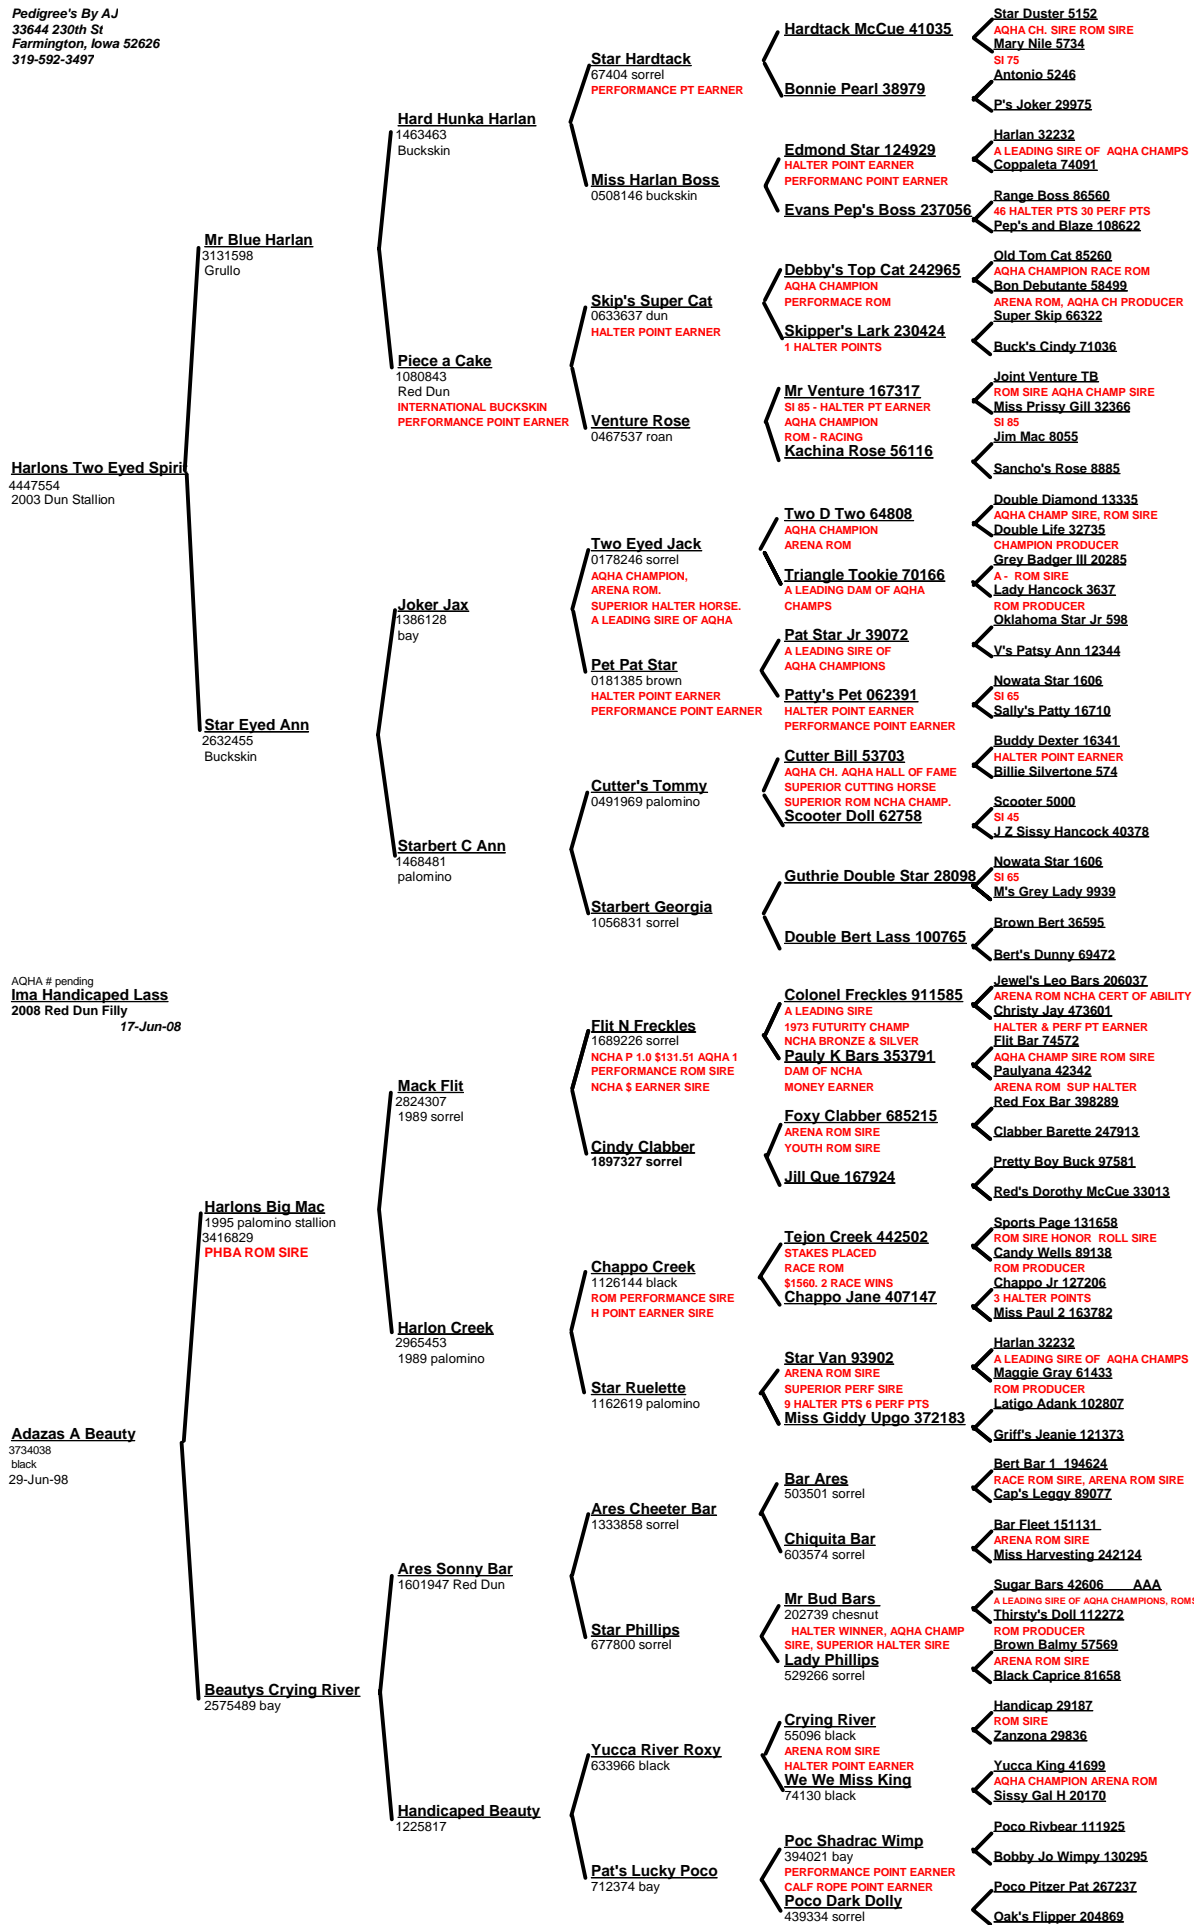 Pedigree's By AJ
33644 230th St
Farmington, Iowa 52626
319-592-3497
Harlons Two Eyed Spiri
4447554
2003 Dun Stallion
AQHA # pending
Ima Handicaped Lass
2008 Red Dun Filly
17-Jun-08
Adazas A Beauty
3734038
black
29-Jun-98
Mr Blue Harlan
3131598
Grullo
Star Eyed Ann
2632455
Buckskin
Harlons Big Mac
1995 palomino stallion
3416829
PHBA ROM SIRE
Beautys Crying River
2575489 bay
Hard Hunka Harlan
1463463
Buckskin
Piece a Cake
1080843
Red Dun
INTERNATIONAL BUCKSKIN
PERFORMANCE POINT EARNER
Joker Jax
1386128
bay
Starbert C Ann
1468481
palomino
Mack Flit
2824307
1989 sorrel
Harlon Creek
2965453
1989 palomino
Ares Sonny Bar
1601947 Red Dun
Handicaped Beauty
1225817
Star Hardtack
67404 sorrel
PERFORMANCE PT EARNER
Miss Harlan Boss
0508146 buckskin
Skip's Super Cat
0633637 dun
HALTER POINT EARNER
Venture Rose
0467537 roan
Two Eyed Jack
0178246 sorrel
AQHA CHAMPION,
ARENA ROM.
SUPERIOR HALTER HORSE.
A LEADING SIRE OF AQHA
Pet Pat Star
0181385 brown
HALTER POINT EARNER
PERFORMANCE POINT EARNER
Cutter's Tommy
0491969 palomino
Starbert Georgia
1056831 sorrel
Flit N Freckles
1689226 sorrel
NCHA P 1.0 $131.51 AQHA 1
PERFORMANCE ROM SIRE
NCHA $ EARNER SIRE
Cindy Clabber
1897327 sorrel
Chappo Creek
1126144 black
ROM PERFORMANCE SIRE
H POINT EARNER SIRE
Star Ruelette
1162619 palomino
Ares Cheeter Bar
1333858 sorrel
Star Phillips
677800 sorrel
Yucca River Roxy
633966 black
Pat's Lucky Poco
712374 bay
Hardtack McCue 41035
Bonnie Pearl 38979
Edmond Star 124929
HALTER POINT EARNER
PERFORMANC POINT EARNER
Evans Pep's Boss 237056
Debby's Top Cat 242965
AQHA CHAMPION
PERFORMACE ROM
Skipper's Lark 230424
1 HALTER POINTS
Mr Venture 167317
SI 85 - HALTER PT EARNER
AQHA CHAMPION
ROM - RACING
Kachina Rose 56116
Two D Two 64808
AQHA CHAMPION
ARENA ROM
Triangle Tookie 70166
A LEADING DAM OF AQHA
CHAMPS
Pat Star Jr 39072
A LEADING SIRE OF
AQHA CHAMPIONS
Patty's Pet 062391
HALTER POINT EARNER
PERFORMANCE POINT EARNER
Cutter Bill 53703
AQHA CH. AQHA HALL OF FAME
SUPERIOR CUTTING HORSE
SUPERIOR ROM NCHA CHAMP.
Scooter Doll 62758
Guthrie Double Star 28098
Double Bert Lass 100765
Colonel Freckles 911585
A LEADING SIRE
1973 FUTURITY CHAMP
NCHA BRONZE & SILVER
Pauly K Bars 353791
DAM OF NCHA
MONEY EARNER
Foxy Clabber 685215
ARENA ROM SIRE
YOUTH ROM SIRE
Jill Que 167924
Tejon Creek 442502
STAKES PLACED
RACE ROM
$1560. 2 RACE WINS
Chappo Jane 407147
Star Van 93902
ARENA ROM SIRE
SUPERIOR PERF SIRE
9 HALTER PTS 6 PERF PTS
Miss Giddy Upgo 372183
Bar Ares
503501 sorrel
Chiquita Bar
603574 sorrel
Mr Bud Bars
202739 chesnut
HALTER WINNER, AQHA CHAMP
SIRE, SUPERIOR HALTER SIRE
Lady Phillips
529266 sorrel
Crying River
55096 black
ARENA ROM SIRE
HALTER POINT EARNER
We We Miss King
74130 black
Poc Shadrac Wimp
394021 bay
PERFORMANCE POINT EARNER
CALF ROPE POINT EARNER
Poco Dark Dolly
439334 sorrel
Star Duster 5152
AQHA CH. SIRE ROM SIRE
Mary Nile 5734
SI 75
Antonio 5246
P's Joker 29975
Harlan 32232
A LEADING SIRE OF AQHA CHAMPS
Coppaleta 74091
Range Boss 86560
46 HALTER PTS 30 PERF PTS
Pep's and Blaze 108622
Old Tom Cat 85260
AQHA CHAMPION RACE ROM
Bon Debutante 58499
ARENA ROM, AQHA CH PRODUCER
Super Skip 66322
Buck's Cindy 71036
Joint Venture TB
ROM SIRE AQHA CHAMP SIRE
Miss Prissy Gill 32366
SI 85
Jim Mac 8055
Sancho's Rose 8885
Double Diamond 13335
AQHA CHAMP SIRE, ROM SIRE
Double Life 32735
CHAMPION PRODUCER
Grey Badger III 20285
A - ROM SIRE
Lady Hancock 3637
ROM PRODUCER
Oklahoma Star Jr 598
V's Patsy Ann 12344
Nowata Star 1606
SI 65
Sally's Patty 16710
Buddy Dexter 16341
HALTER POINT EARNER
Billie Silvertone 574
Scooter 5000
SI 45
J Z Sissy Hancock 40378
Nowata Star 1606
SI 65
M's Grey Lady 9939
Brown Bert 36595
Bert's Dunny 69472
Jewel's Leo Bars 206037
ARENA ROM NCHA CERT OF ABILITY
Christy Jay 473601
HALTER & PERF PT EARNER
Flit Bar 74572
AQHA CHAMP SIRE ROM SIRE
Paulyana 42342
ARENA ROM SUP HALTER
Red Fox Bar 398289
Clabber Barette 247913
Pretty Boy Buck 97581
Red's Dorothy McCue 33013
Sports Page 131658
ROM SIRE HONOR ROLL SIRE
Candy Wells 89138
ROM PRODUCER
Chappo Jr 127206
3 HALTER POINTS
Miss Paul 2 163782
Harlan 32232
A LEADING SIRE OF AQHA CHAMPS
Maggie Gray 61433
ROM PRODUCER
Latigo Adank 102807
Griff's Jeanie 121373
Bert Bar 1 194624
RACE ROM SIRE, ARENA ROM SIRE
Cap's Leggy 89077
Bar Fleet 151131
ARENA ROM SIRE
Miss Harvesting 242124
Sugar Bars 42606 AAA
A LEADING SIRE OF AQHA CHAMPIONS, ROMS
Thirsty's Doll 112272
ROM PRODUCER
Brown Balmy 57569
ARENA ROM SIRE
Black Caprice 81658
Handicap 29187
ROM SIRE
Zanzona 29836
Yucca King 41699
AQHA CHAMPION ARENA ROM
Sissy Gal H 20170
Poco Rivbear 111925
Bobby Jo Wimpy 130295
Poco Pitzer Pat 267237
Oak's Flipper 204869